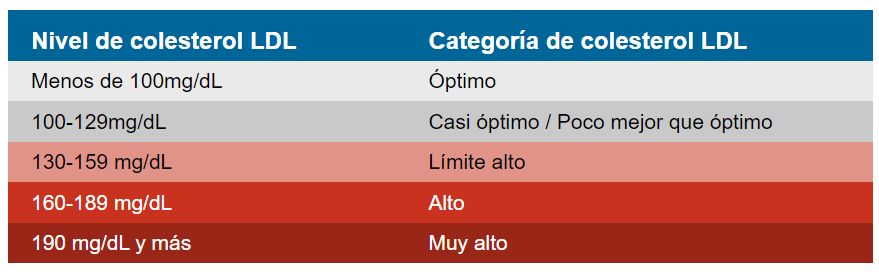 Nivel de colesterol LDL Categoría de colesterol LDL
Menos de 100mg/dL Óptimo
100-129mg/dL Casi óptimo / Poco mejor que óptimo
130-159 mg/dL Límite alto
160-189 mg/dL Alto
190 mg/dL y más Muy alto